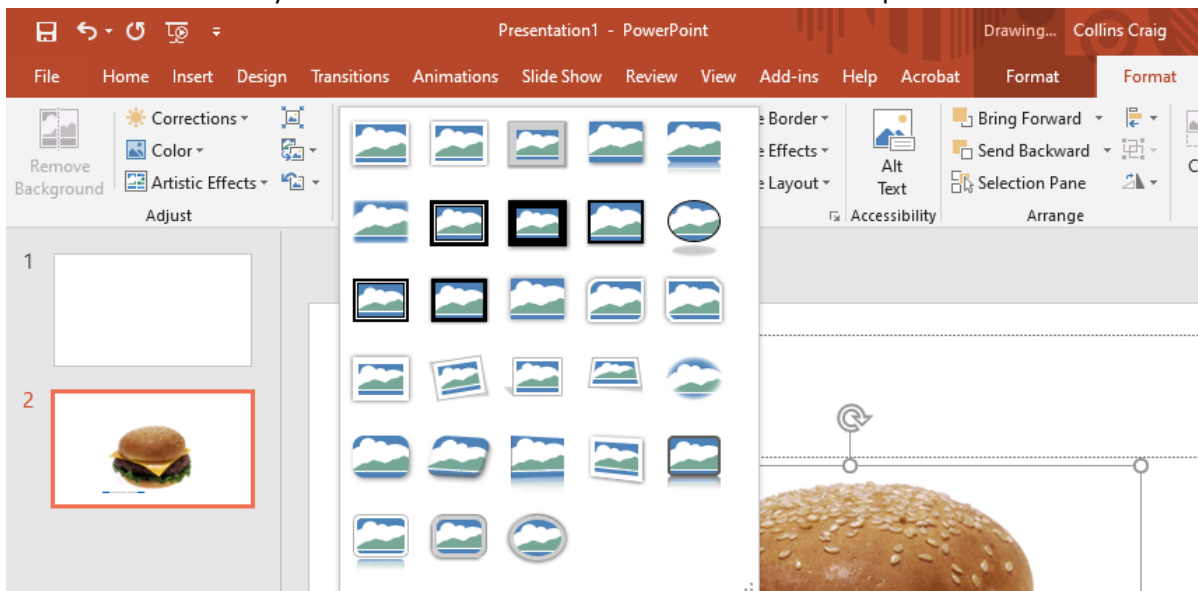 Presentation1 - PowerPoint
Drawing... Collins Craig
File Home Insert Design Transitions Animations Slide Show Review View Add-ins Help Acrobat Format Format
Remove
Background
Corrections
Color
Artistic Effects
Adjust
Border
Effects
Layout
Alt
Text
Accessibility
Bring Forward
Send Backward
Selection Pane
Arrange
1
2